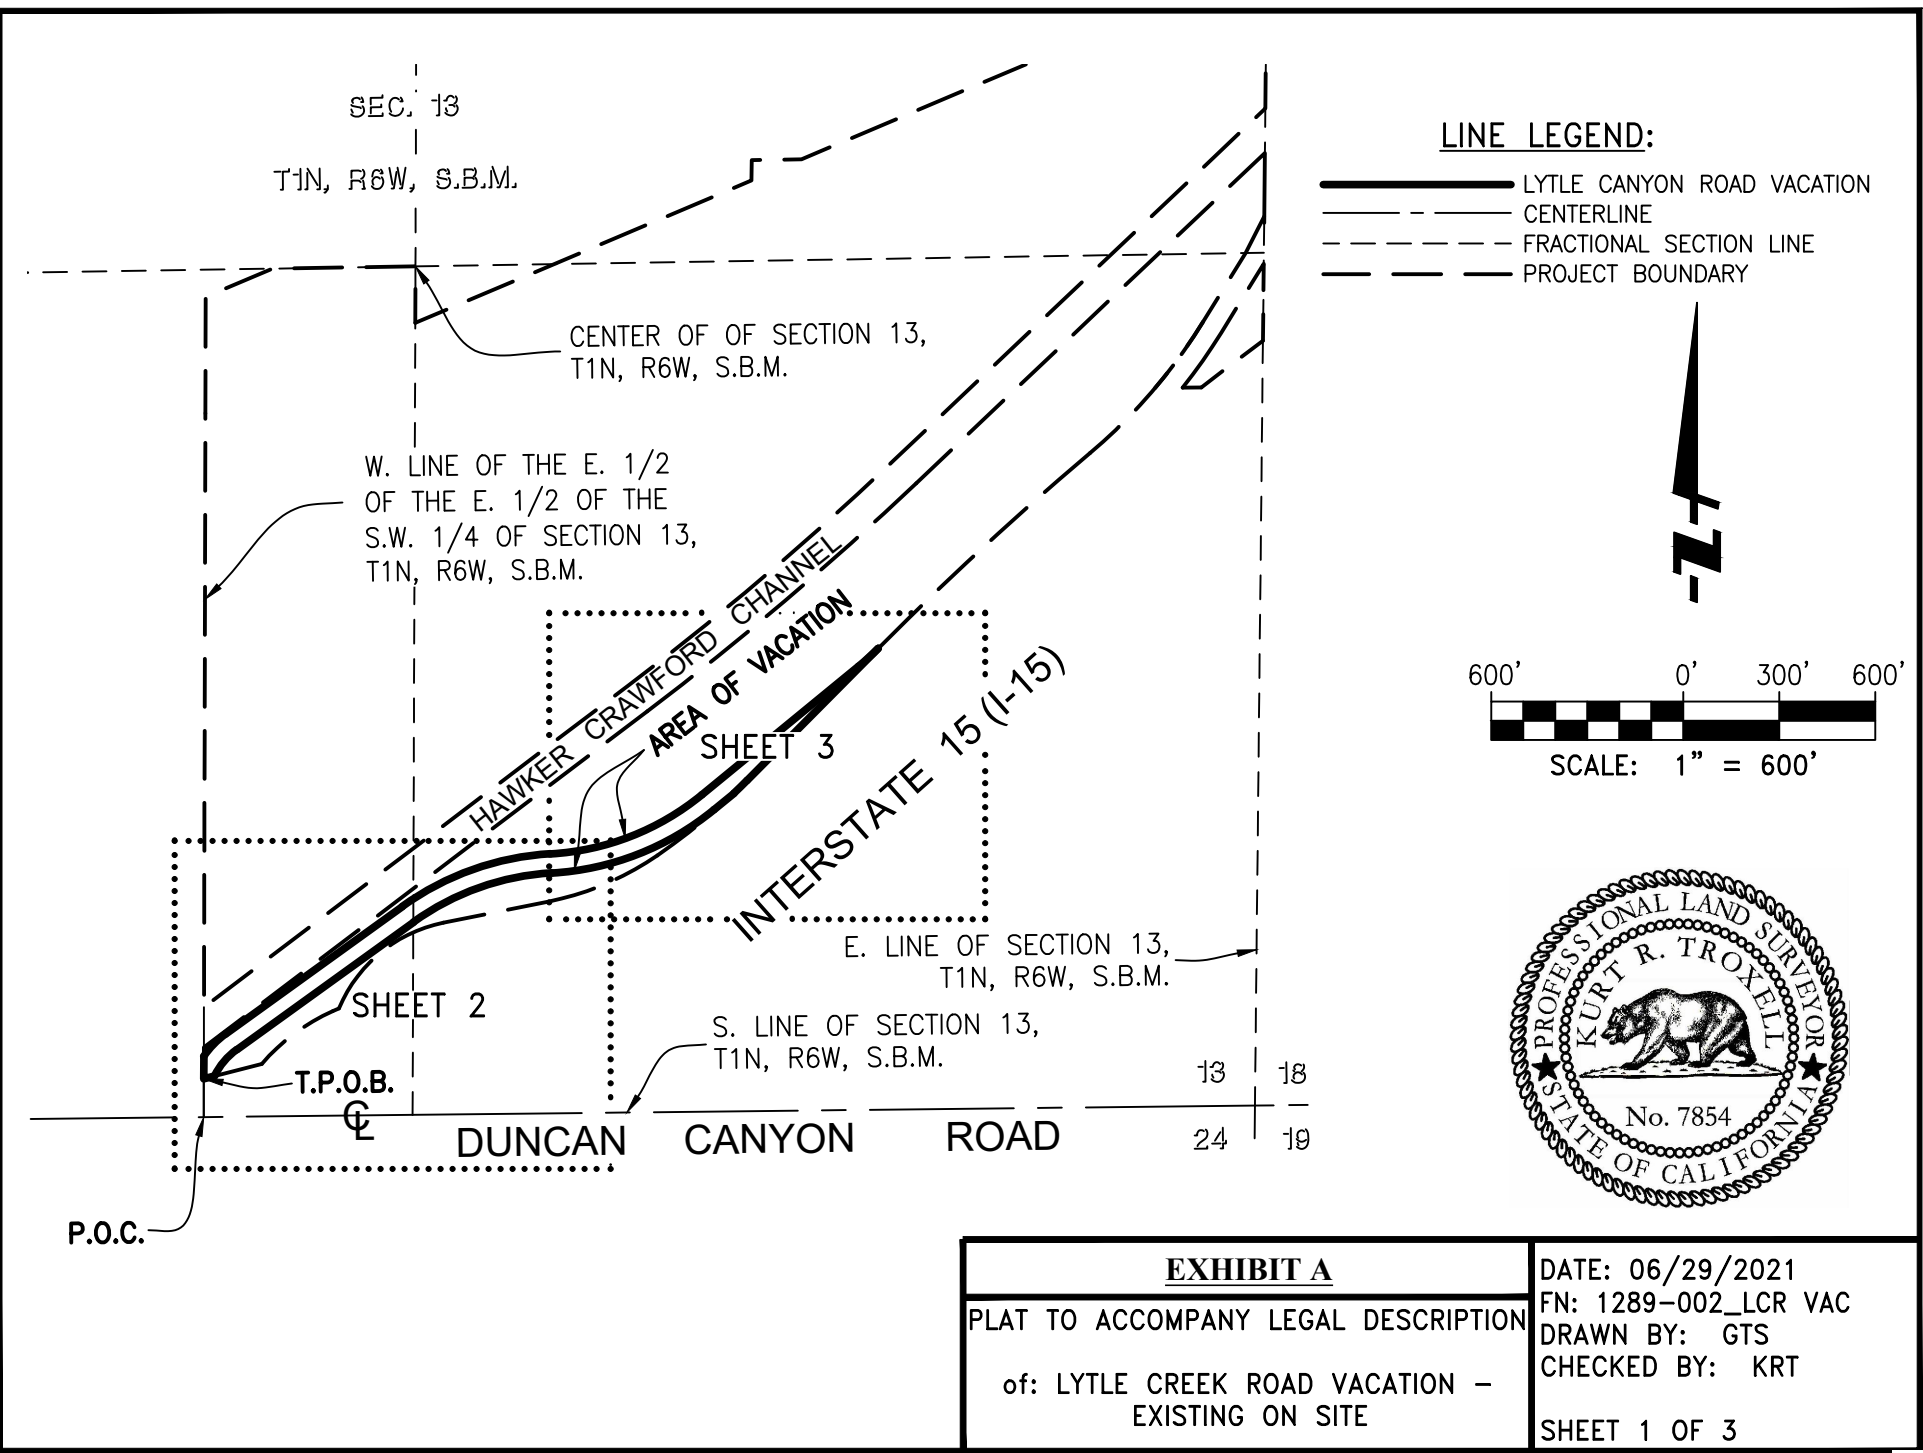 SEC. 13
T1N, R6W, S.B.M.
LINE LEGEND:
LYTLE CANYON ROAD VACATION
CENTERLINE
FRACTIONAL SECTION LINE
PROJECT BOUNDARY
CENTER OF OF SECTION 13,
T1N, R6W, S.B.M.
W. LINE OF THE E. 1/2
OF THE E. 1/2 OF THE
S.W. 1/4 OF SECTION 13,
T1N, R6W, S.B.M.
HAWKER CRAWFORD CHANNEL
AREA OF VACATION
SHEET 3
INTERSTATE 15 (I-15)
N
600' 0' 300' 600'
SCALE: 1" = 600'
E. LINE OF SECTION 13,
T1N, R6W, S.B.M.
SHEET 2
S. LINE OF SECTION 13,
T1N, R6W, S.B.M.
13 18
24 19
T.P.O.B.
℄
DUNCAN CANYON ROAD
P.O.C.
PROFESSIONAL LAND SURVEYOR
KURT R. TROXELL
No. 7854
STATE OF CALIFORNIA
EXHIBIT A
PLAT TO ACCOMPANY LEGAL DESCRIPTION
of: LYTLE CREEK ROAD VACATION –
EXISTING ON SITE
DATE: 06/29/2021
FN: 1289-002_LCR VAC
DRAWN BY: GTS
CHECKED BY: KRT
SHEET 1 OF 3